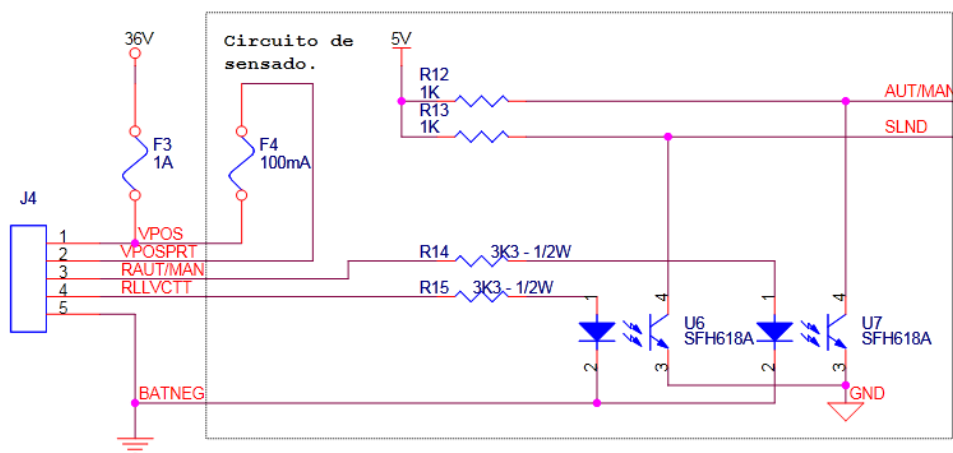 36V
Circuito de
sensado.
5V
R12
1K
AUT/MAN
R13
1K
SLND
F3
1A
F4
100mA
J4
1
VPOS
2
VPOSPRT
3
RAUT/MAN
R14
3K3 - 1/2W
4
RLLVCTT
R15
3K3 - 1/2W
5
1
4
U6
SFH618A
2
3
1
4
U7
SFH618A
2
3
BATNEG
GND